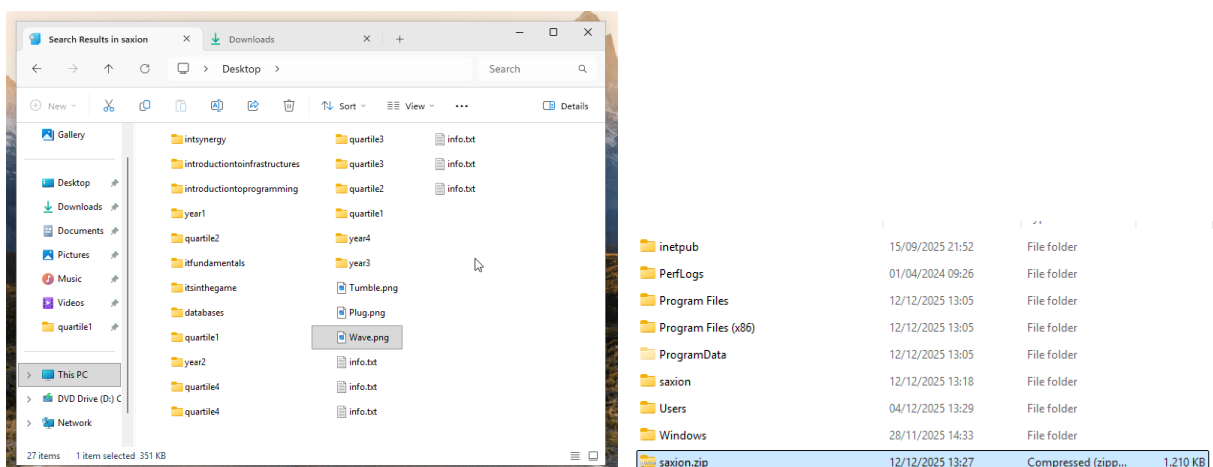 Search Results in saxion
Downloads
Desktop
Search
New
Sort
View
Details
Gallery
Desktop
Downloads
Documents
Pictures
Music
Videos
quartile1
This PC
DVD Drive (D:) C
Network
intsynergy
introductiontoinfrastructures
introductiontoprogramming
year1
quartile2
itfundamentals
itsinthegame
databases
quartile1
year2
quartile4
quartile4
quartile3
quartile3
quartile2
quartile1
year4
year3
Tumble.png
Plug.png
Wave.png
info.txt
info.txt
info.txt
info.txt
info.txt
info.txt
27 items 1 item selected 351 KB
inetpub 15/09/2025 21:52 File folder
PerfLogs 01/04/2024 09:26 File folder
Program Files 12/12/2025 13:05 File folder
Program Files (x86) 12/12/2025 13:05 File folder
ProgramData 12/12/2025 13:05 File folder
saxion 12/12/2025 13:18 File folder
Users 04/12/2025 13:29 File folder
Windows 28/11/2025 14:33 File folder
saxion.zip 12/12/2025 13:27 Compressed (zipp... 1.210 KB